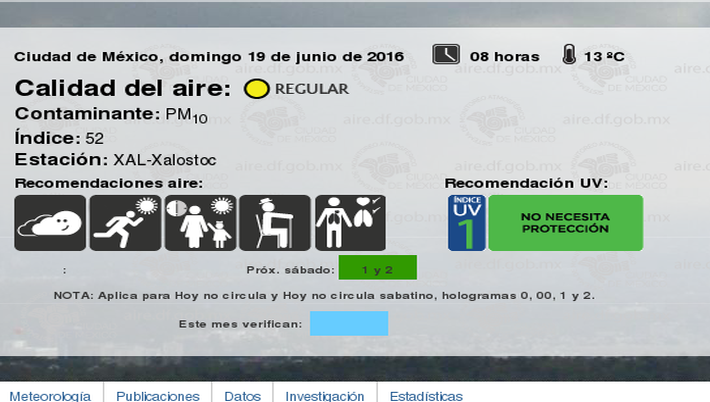 Ciudad de México, domingo 19 de junio de 2016 08 horas 13 ºC
Calidad del aire: REGULAR
Contaminante: PM10
Índice: 52
Estación: XAL-Xalostoc
Recomendaciones aire: Recomendación UV:
ÍNDICE UV 1 NO NECESITA PROTECCIÓN
: Próx. sábado: 1 y 2
NOTA: Aplica para Hoy no circula y Hoy no circula sabatino, hologramas 0, 00, 1 y 2.
Este mes verifican:
Meteorología Publicaciones Datos Investigación Estadísticas
aire.df.gob.mx
CIUDAD DE MÉXICO